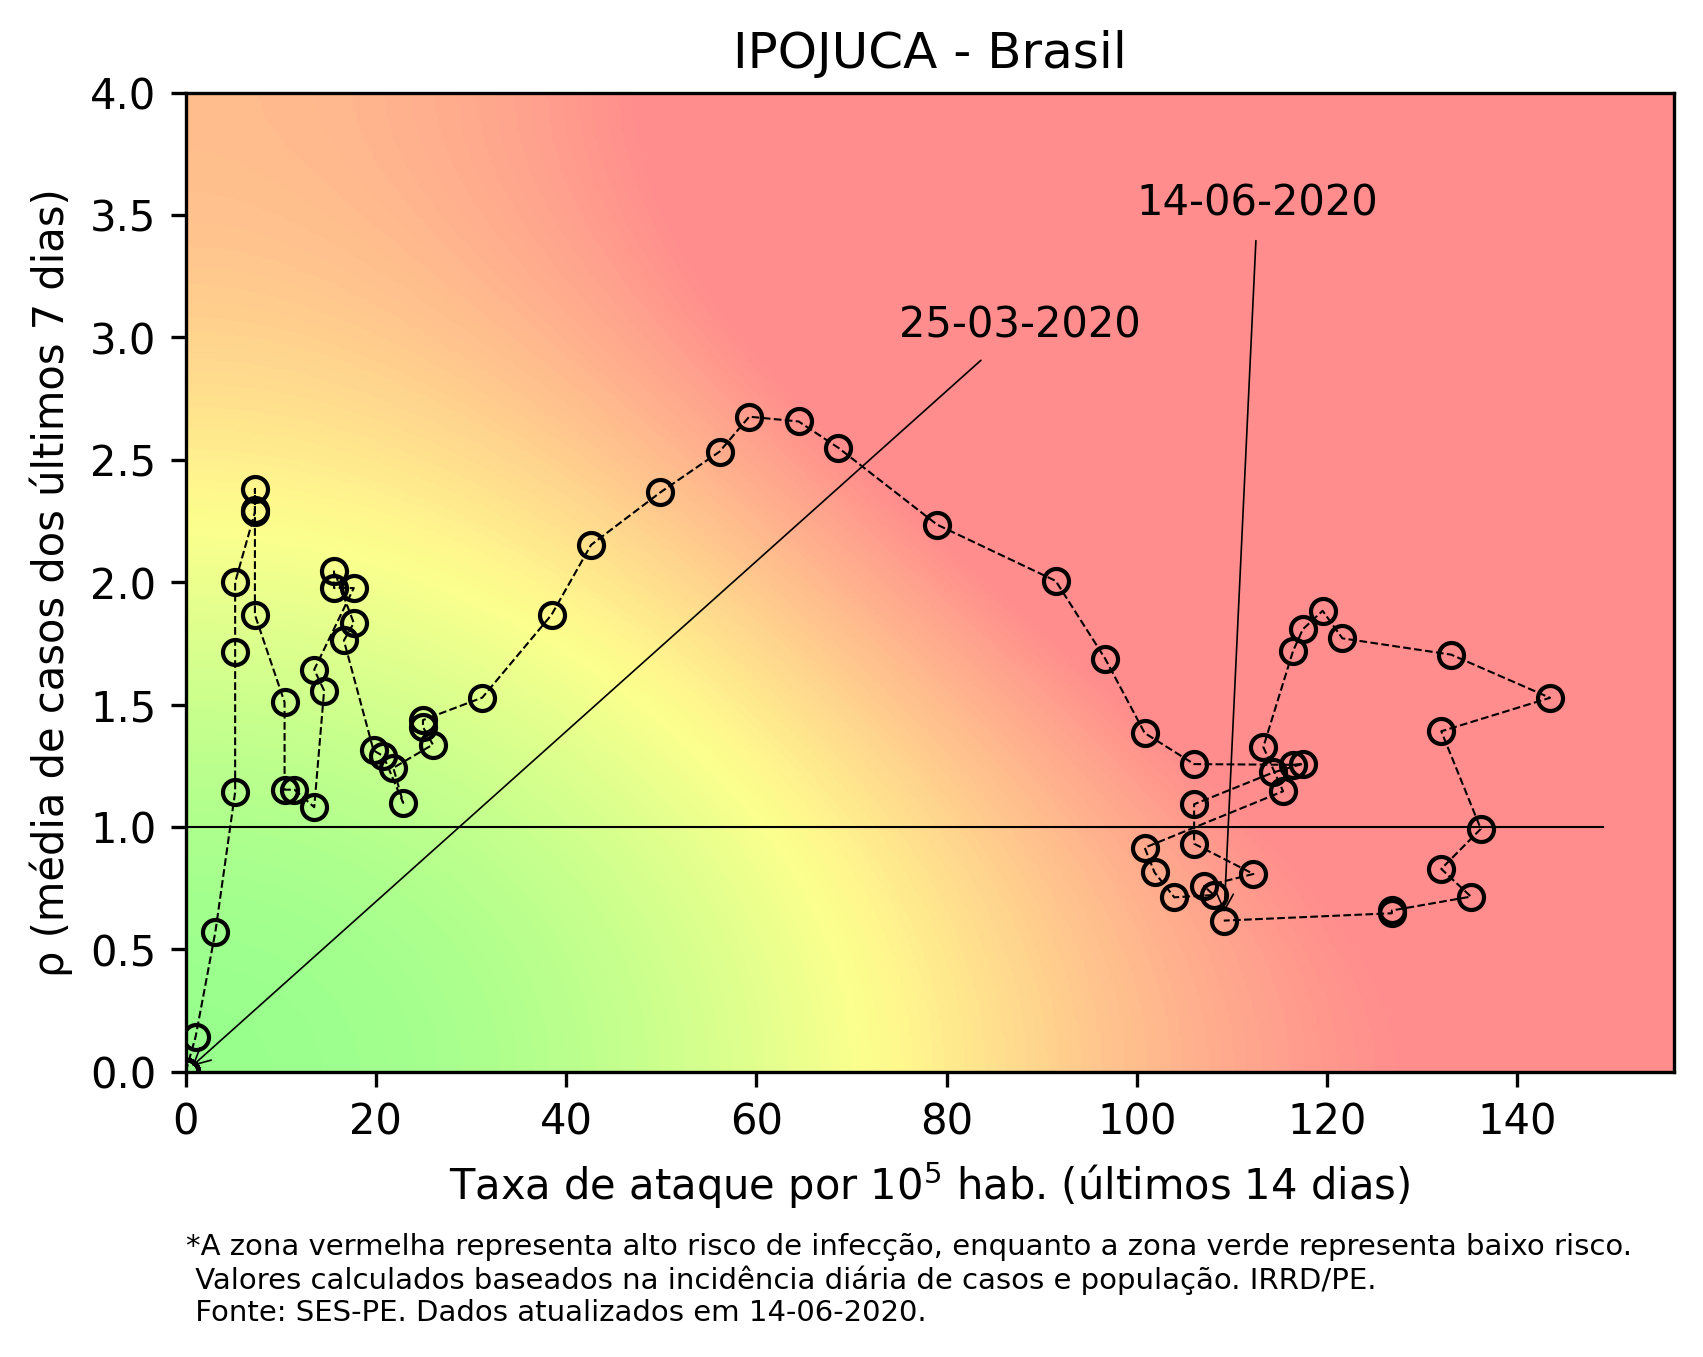 IPOJUCA - Brasil
4.0
3.5
3.0
2.5
2.0
1.5
1.0
0.5
0.0
ρ (média de casos dos últimos 7 dias)
14-06-2020
25-03-2020
0 20 40 60 80 100 120 140
Taxa de ataque por 10⁵ hab. (últimos 14 dias)
*A zona vermelha representa alto risco de infecção, enquanto a zona verde representa baixo risco.
Valores calculados baseados na incidência diária de casos e população. IRRD/PE.
Fonte: SES-PE. Dados atualizados em 14-06-2020.